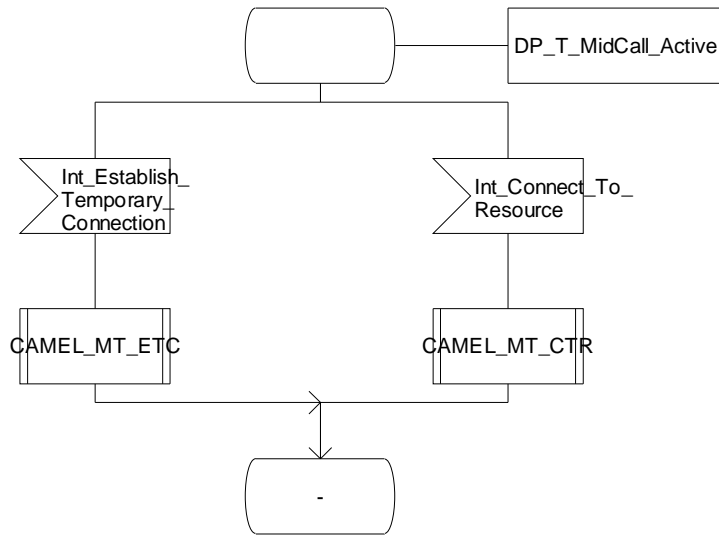 DP_T_MidCall_Active
Int_Establish_
Temporary_
Connection
Int_Connect_To_
Resource
CAMEL_MT_ETC
CAMEL_MT_CTR
-